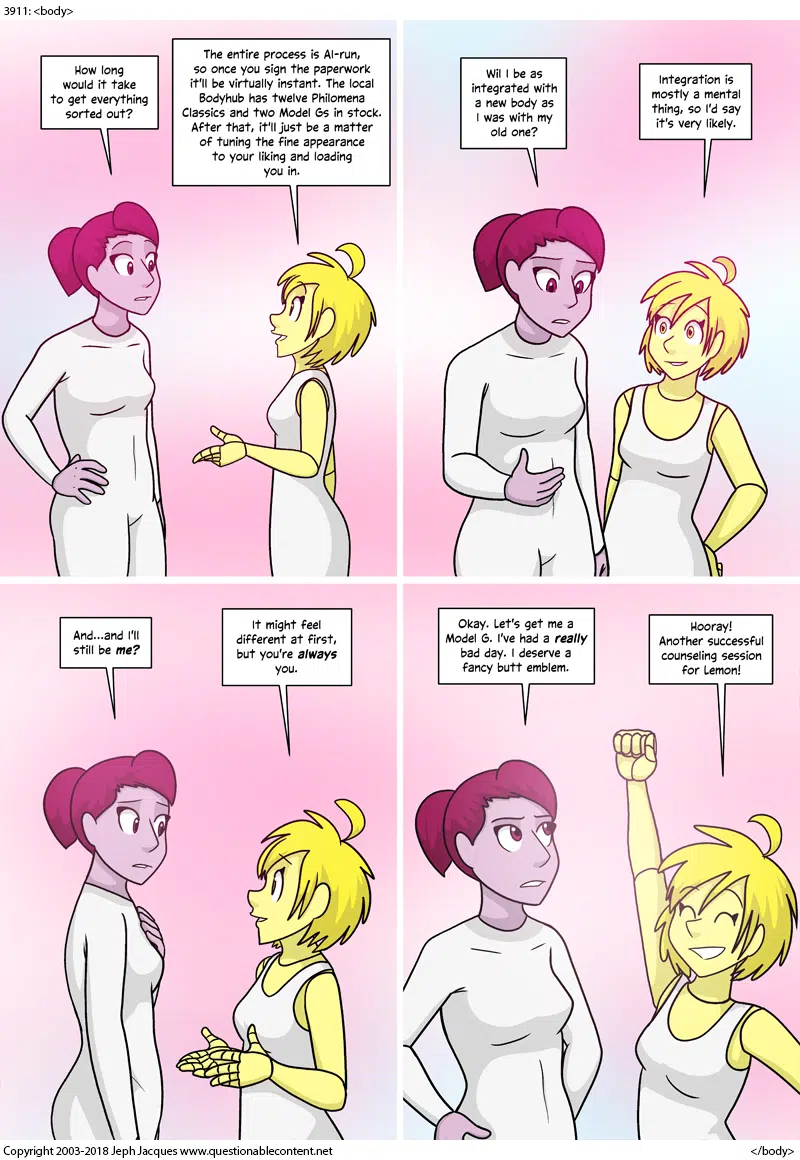 3911: <body>
How long
would it take
to get everything
sorted out?
The entire process is AI-run,
so once you sign the paperwork
it'll be virtually instant. The local
Bodyhub has twelve Philomena
Classics and two Model Gs in stock.
After that, it'll just be a matter
of tuning the fine appearance
to your liking and loading
you in.
Wil I be as
integrated with
a new body as
I was with my
old one?
Integration is
mostly a mental
thing, so I'd say
it's very likely.
And...and I'll
still be me?
It might feel
different at first,
but you're always
you.
Okay. Let's get me a
Model G. I've had a really
bad day. I deserve a
fancy butt emblem.
Hooray!
Another successful
counseling session
for Lemon!
Copyright 2003-2018 Jeph Jacques www.questionablecontent.net
</body>